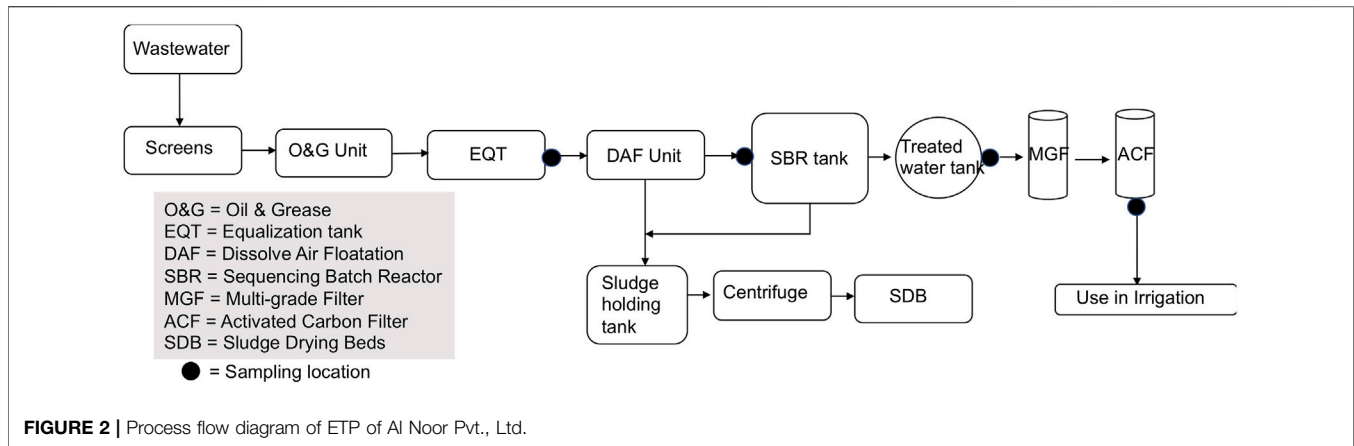 Wastewater
Screens
O&G Unit
EQT
DAF Unit
SBR tank
Treated
water tank
MGF
ACF
O&G = Oil & Grease
EQT = Equalization tank
DAF = Dissolve Air Floatation
SBR = Sequencing Batch Reactor
MGF = Multi-grade Filter
ACF = Activated Carbon Filter
SDB = Sludge Drying Beds
= Sampling location
Sludge
holding
tank
Centrifuge
SDB
Use in Irrigation
FIGURE 2 | Process flow diagram of ETP of Al Noor Pvt., Ltd.